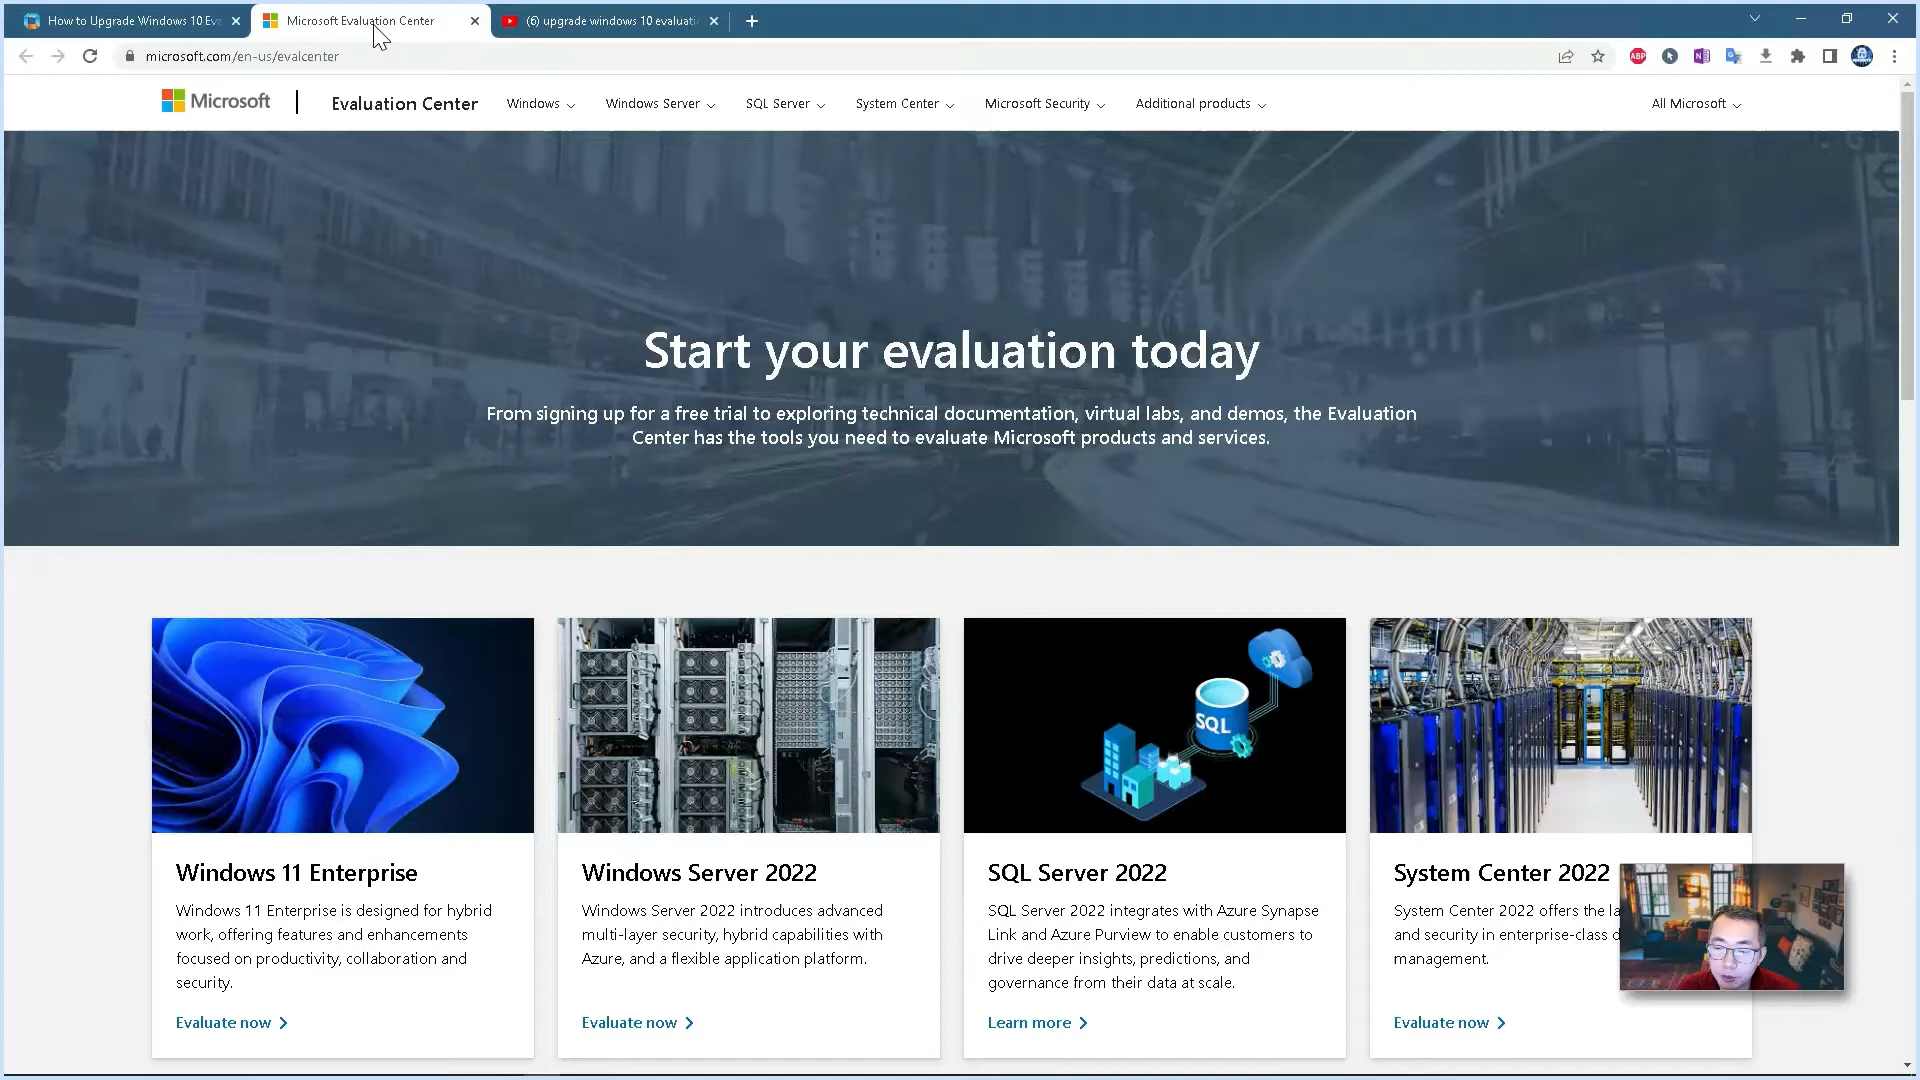 How to Upgrade Windows 10 Eva
Microsoft Evaluation Center
(6) upgrade windows 10 evaluati
microsoft.com/en-us/evalcenter
ABP
Microsoft
Evaluation Center
Windows
Windows Server
SQL Server
System Center
Microsoft Security
Additional products
All Microsoft
Start your evaluation today
From signing up for a free trial to exploring technical documentation, virtual labs, and demos, the Evaluation
Center has the tools you need to evaluate Microsoft products and services.
SQL
Windows 11 Enterprise
Windows 11 Enterprise is designed for hybrid
work, offering features and enhancements
focused on productivity, collaboration and
security.
Evaluate now
Windows Server 2022
Windows Server 2022 introduces advanced
multi-layer security, hybrid capabilities with
Azure, and a flexible application platform.
Evaluate now
SQL Server 2022
SQL Server 2022 integrates with Azure Synapse
Link and Azure Purview to enable customers to
drive deeper insights, predictions, and
governance from their data at scale.
Learn more
System Center 2022
System Center 2022 offers the la
and security in enterprise-class d
management.
Evaluate now